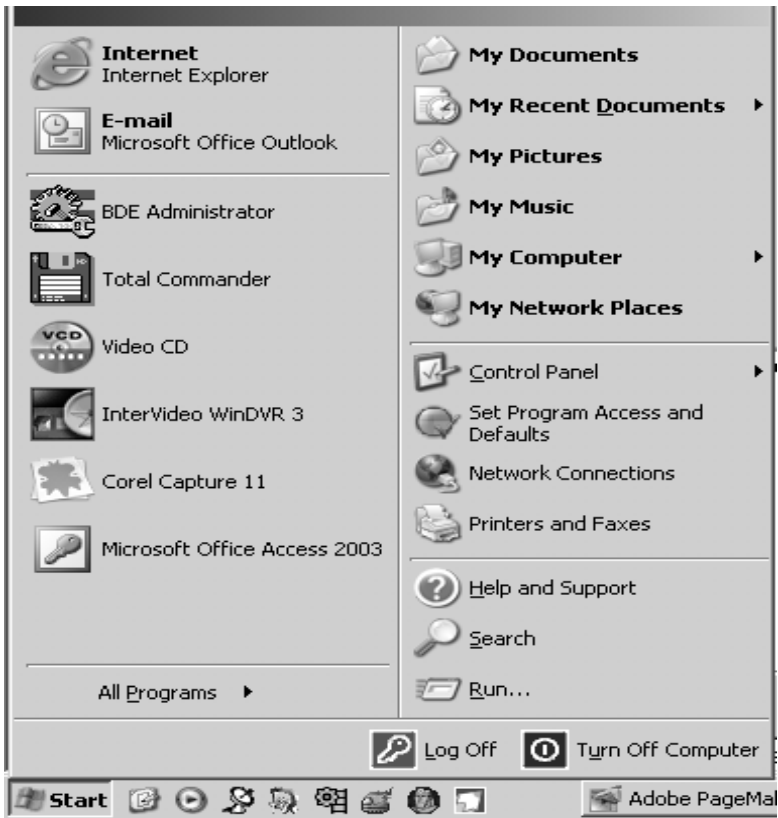 Internet
Internet Explorer
E-mail
Microsoft Office Outlook
BDE Administrator
Total Commander
VCD
Video CD
InterVideo WinDVR 3
Corel Capture 11
Microsoft Office Access 2003
All Programs
My Documents
My Recent Documents
My Pictures
My Music
My Computer
My Network Places
Control Panel
Set Program Access and
Defaults
Network Connections
Printers and Faxes
Help and Support
Search
Run...
Log Off
Turn Off Computer
Start
Adobe PageMa